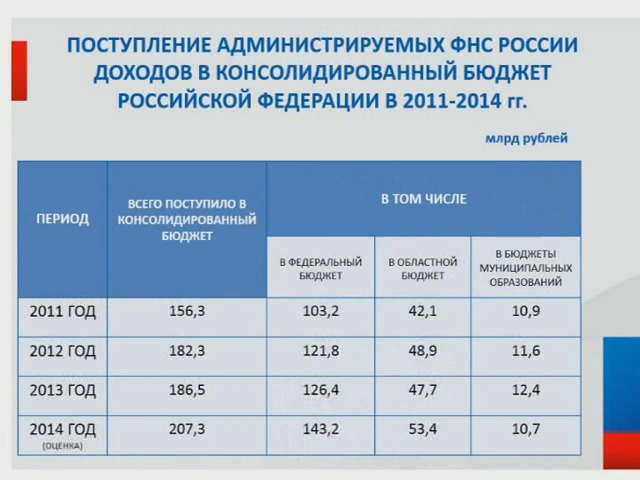 ПОСТУПЛЕНИЕ АДМИНИСТРИРУЕМЫХ ФНС РОССИИ
ДОХОДОВ В КОНСОЛИДИРОВАННЫЙ БЮДЖЕТ
РОССИЙСКОЙ ФЕДЕРАЦИИ В 2011-2014 гг.
млрд рублей
ПЕРИОД
ВСЕГО ПОСТУПИЛО В
КОНСОЛИДИРОВАННЫЙ
БЮДЖЕТ
В ТОМ ЧИСЛЕ
В ФЕДЕРАЛЬНЫЙ
БЮДЖЕТ
В ОБЛАСТНОЙ
БЮДЖЕТ
В БЮДЖЕТЫ
МУНИЦИПАЛЬНЫХ
ОБРАЗОВАНИЙ
2011 ГОД 156,3 103,2 42,1 10,9
2012 ГОД 182,3 121,8 48,9 11,6
2013 ГОД 186,5 126,4 47,7 12,4
2014 ГОД 207,3 143,2 53,4 10,7
(ОЦЕНКА)